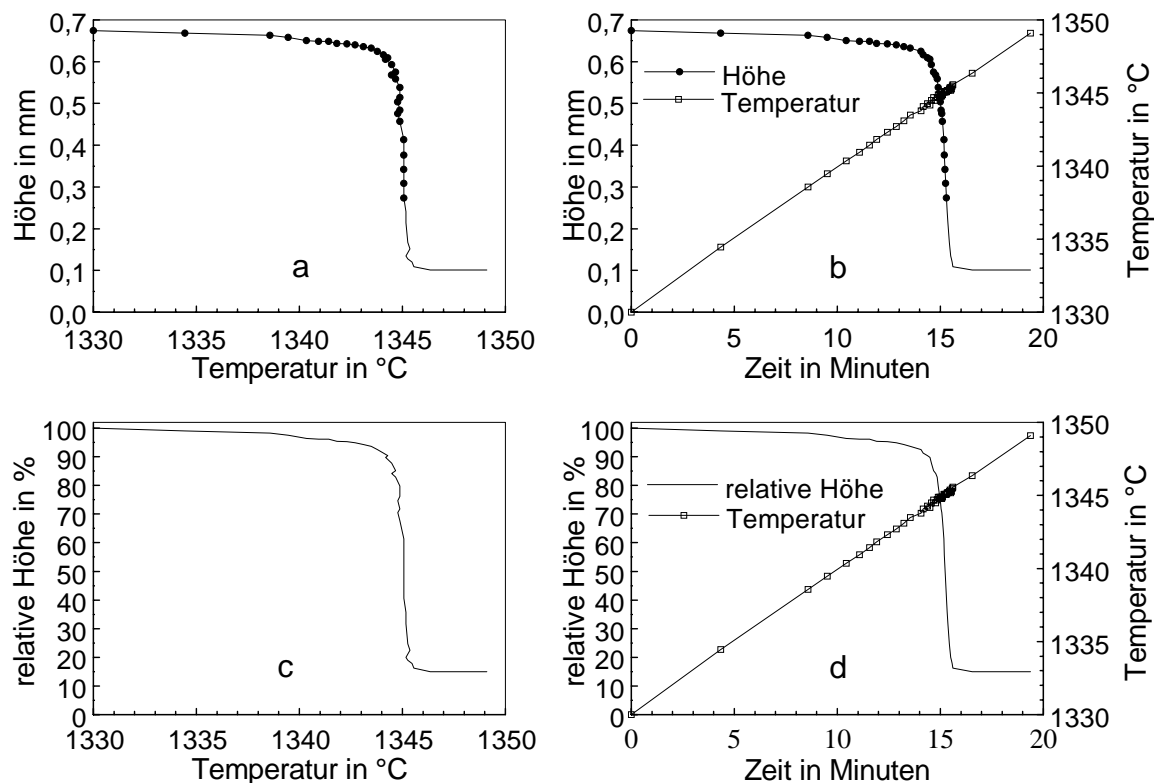 0,7
0,6
0,5
0,4
0,3
0,2
0,1
0,0
Höhe in mm
a
1330 1335 1340 1345 1350
Temperatur in °C
0,7
0,6
0,5
0,4
0,3
0,2
0,1
0,0
Höhe in mm
Höhe
Temperatur
b
0 5 10 15 20
Zeit in Minuten
1350
1345
1340
1335
1330
Temperatur in °C
100
90
80
70
60
50
40
30
20
10
0
relative Höhe in %
c
1330 1335 1340 1345 1350
Temperatur in °C
100
90
80
70
60
50
40
30
20
10
0
relative Höhe in %
relative Höhe
Temperatur
d
0 5 10 15 20
Zeit in Minuten
1350
1345
1340
1335
1330
Temperatur in °C